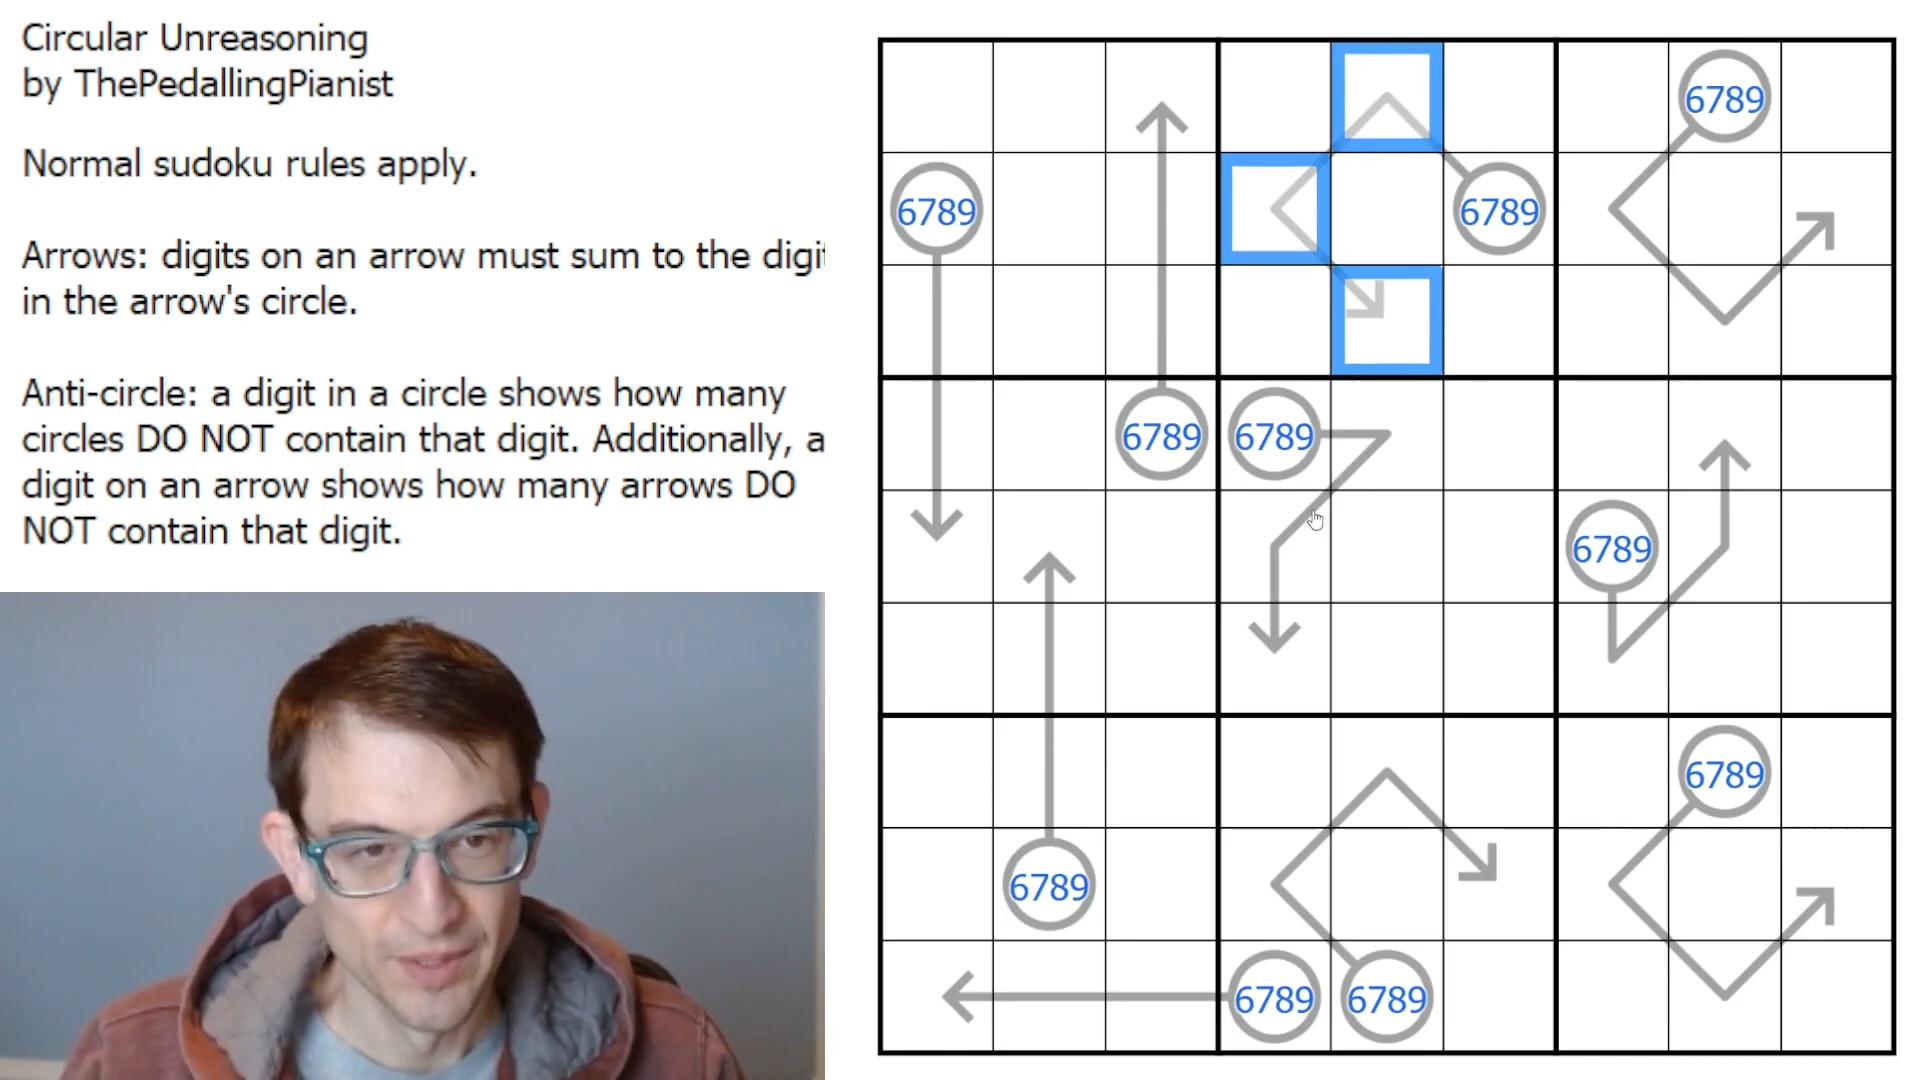 Circular Unreasoning
by ThePedallingPianist
Normal sudoku rules apply.
Arrows: digits on an arrow must sum to the digit
in the arrow's circle.
Anti-circle: a digit in a circle shows how many
circles DO NOT contain that digit. Additionally, a
digit on an arrow shows how many arrows DO
NOT contain that digit.
6789
6789
6789
6789
6789
6789
6789
6789
6789
6789